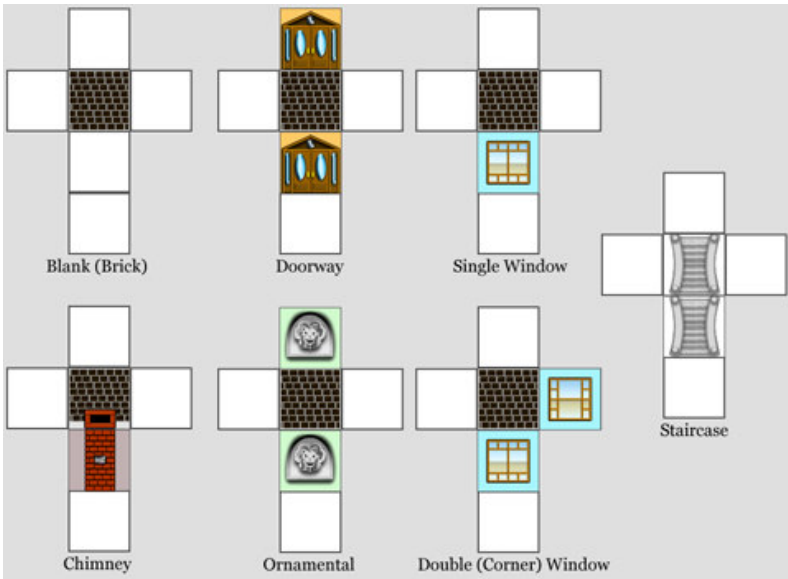 Blank (Brick)
Doorway
Single Window
Staircase
Chimney
Ornamental
Double (Corner) Window